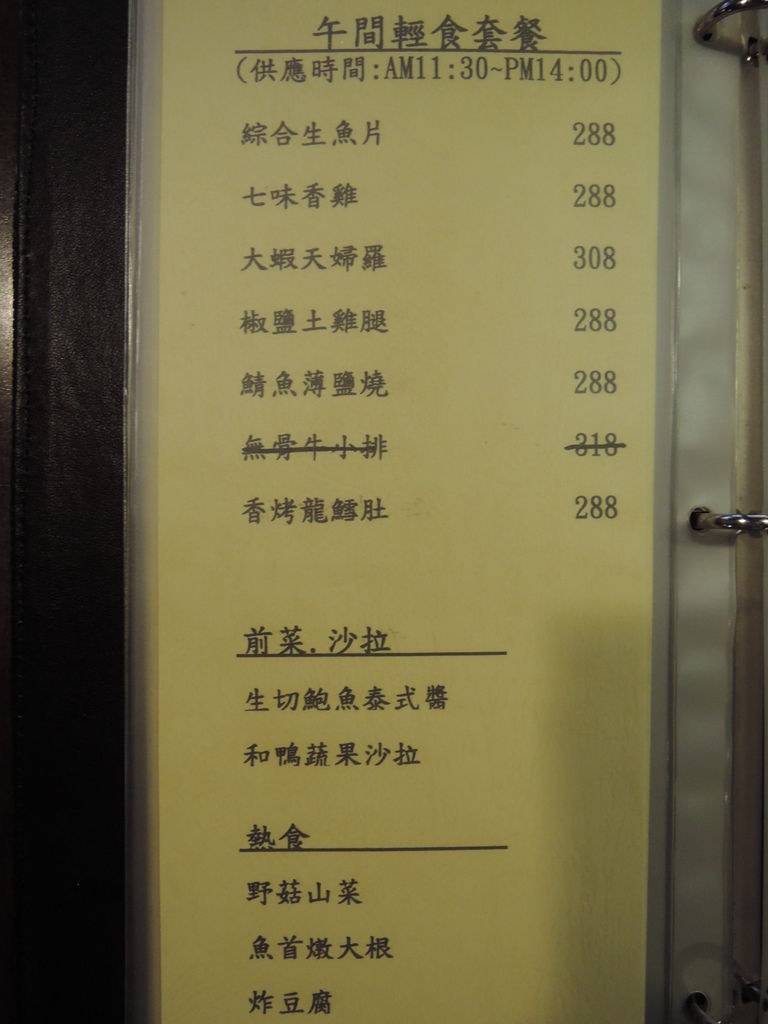 午間輕食套餐
(供應時間:AM11:30~PM14:00)
綜合生魚片 288
七味香雞 288
大蝦天婦羅 308
椒鹽土雞腿 288
鯖魚薄鹽燒 288
無骨牛小排 318
香烤龍鱈肚 288
前菜.沙拉
生切鮑魚泰式醬
和鴨蔬果沙拉
熱食
野菇山菜
魚首燉大根
炸豆腐